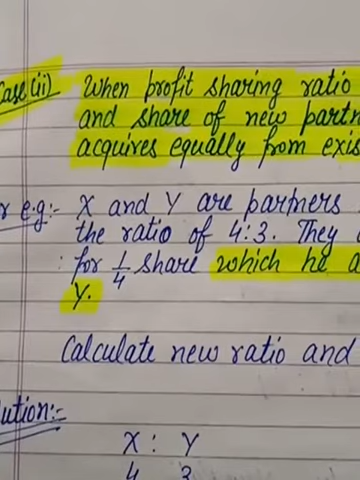 Case (ii) When profit sharing ratio
and share of new partn
acquires equally from exis
r e.g:- X and Y are partners
the ratio of 4:3. They
for 1/4 share which he a
Y.
Calculate new ratio and
lution:-
X : Y
4 3